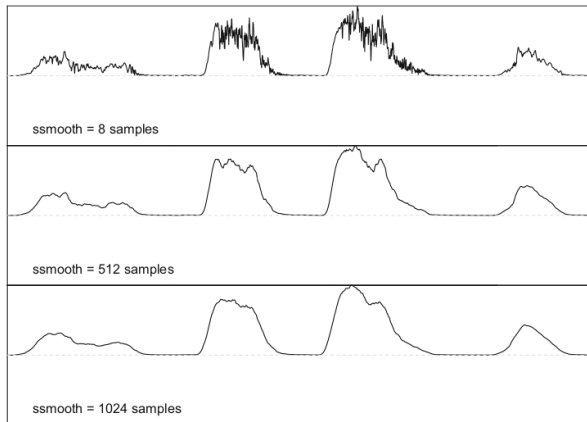 ssmooth = 8 samples
ssmooth = 512 samples
ssmooth = 1024 samples